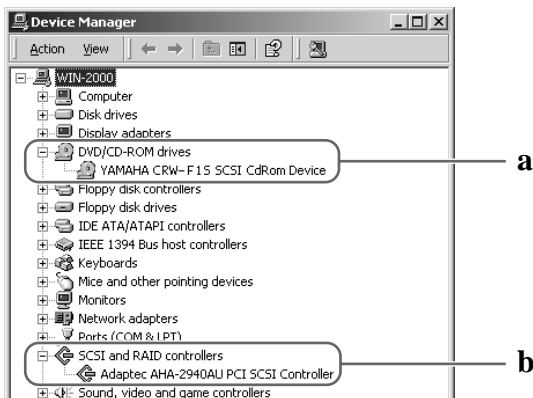 Device Manager
Action View
WIN-2000
Computer
Disk drives
Display adapters
DVD/CD-ROM drives
YAMAHA CRW-F1S SCSI CdRom Device
a
Floppy disk controllers
Floppy disk drives
IDE ATA/ATAPI controllers
IEEE 1394 Bus host controllers
Keyboards
Mice and other pointing devices
Monitors
Network adapters
Ports (COM & LPT)
SCSI and RAID controllers
Adaptec AHA-2940AU PCI SCSI Controller
b
Sound, video and game controllers